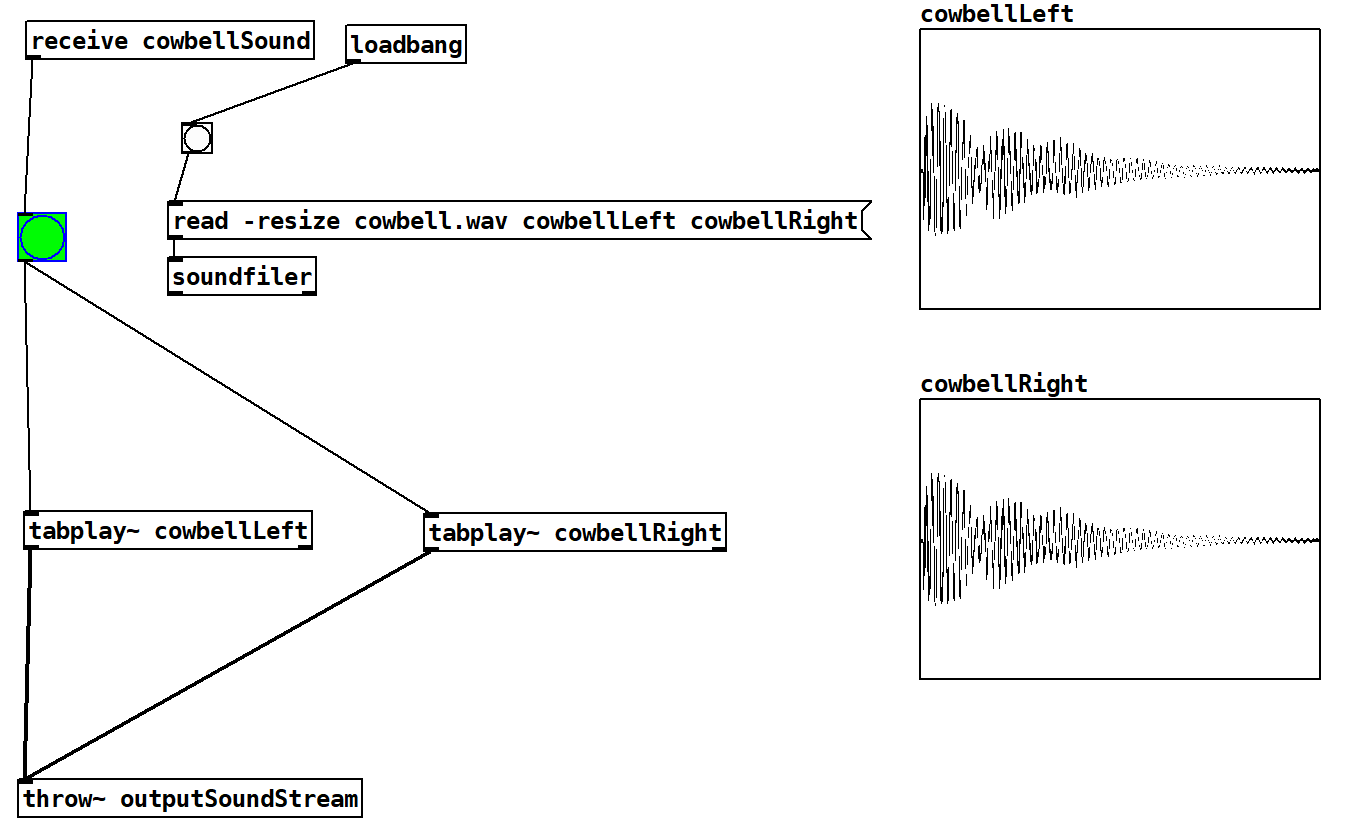 receive cowbellSound
loadbang
read -resize cowbell.wav cowbellLeft cowbellRight
soundfiler
tabplay~ cowbellLeft
tabplay~ cowbellRight
throw~ outputSoundStream
cowbellLeft
cowbellRight